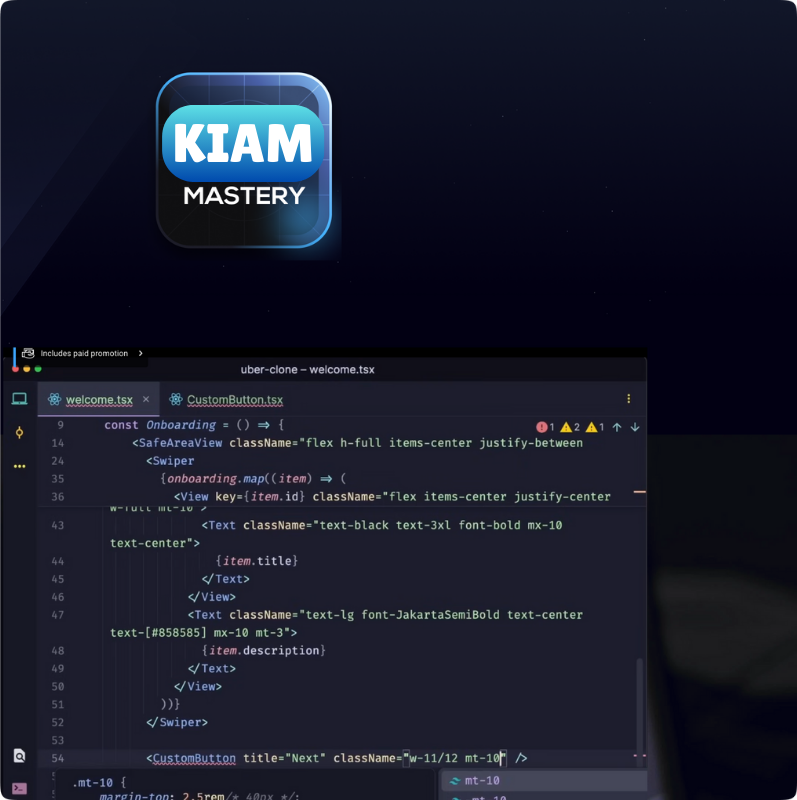 KIAM
MASTERY
Includes paid promotion
uber-clone – welcome.tsx
welcome.tsx × CustomButton.tsx
9 const Onboarding = () ⇒ {
1 2 1
14 <SafeAreaView className="flex h-full items-center justify-between
24 <Swiper
35 {onboarding.map((item) ⇒ (
36 <View key={item.id} className="flex items-center justify-center
w-full mt-10">
43 <Text className="text-black text-3xl font-bold mx-10
text-center">
44 {item.title}
45 </Text>
46 </View>
47 <Text className="text-lg font-JakartaSemiBold text-center
text-[#858585] mx-10 mt-3">
48 {item.description}
49 </Text>
50 </View>
51 ))}
52 </Swiper>
53
54 <CustomButton title="Next" className="w-11/12 mt-10" />
.mt-10 {
mt-10
margin-top: 2.5rem/* 40px */;